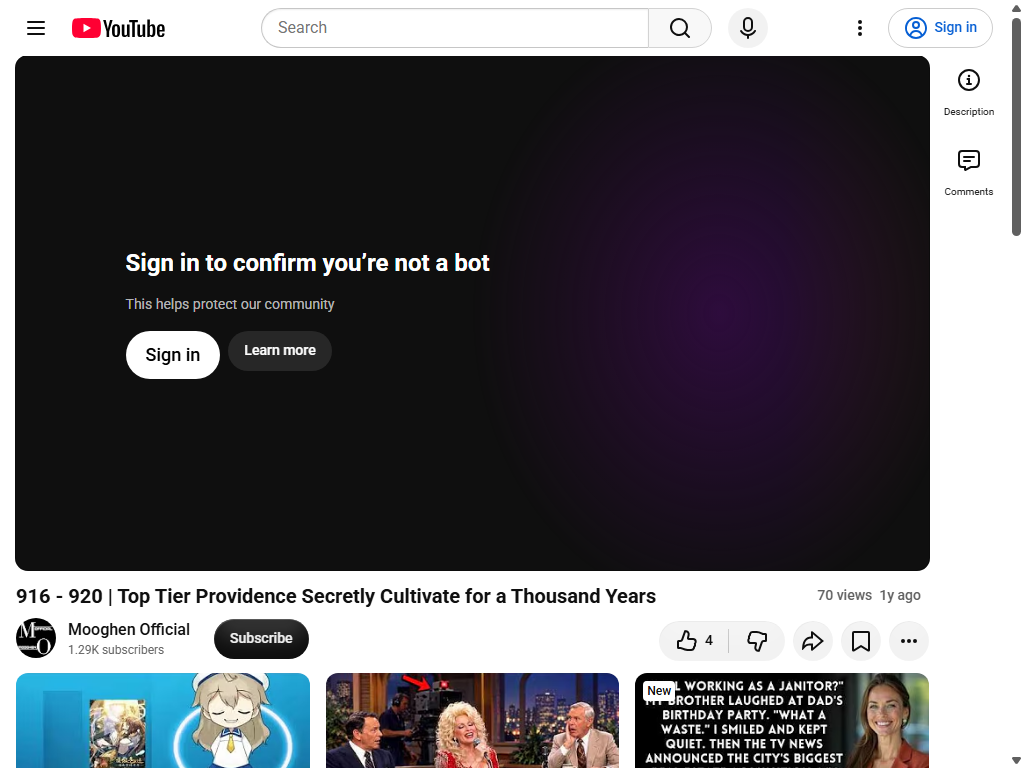 YouTube
Search
Sign in
Description
Comments
Sign in to confirm you’re not a bot
This helps protect our community
Sign in
Learn more
916 - 920 | Top Tier Providence Secretly Cultivate for a Thousand Years
70 views 1y ago
Mooghen Official
1.29K subscribers
Subscribe
4
New
L WORKING AS A JANITOR?"
BROTHER LAUGHED AT DAD'S
BIRTHDAY PARTY. "WHAT A
WASTE." I SMILED AND KEPT
QUIET. THEN THE TV NEWS
ANNOUNCED THE CITY'S BIGGEST